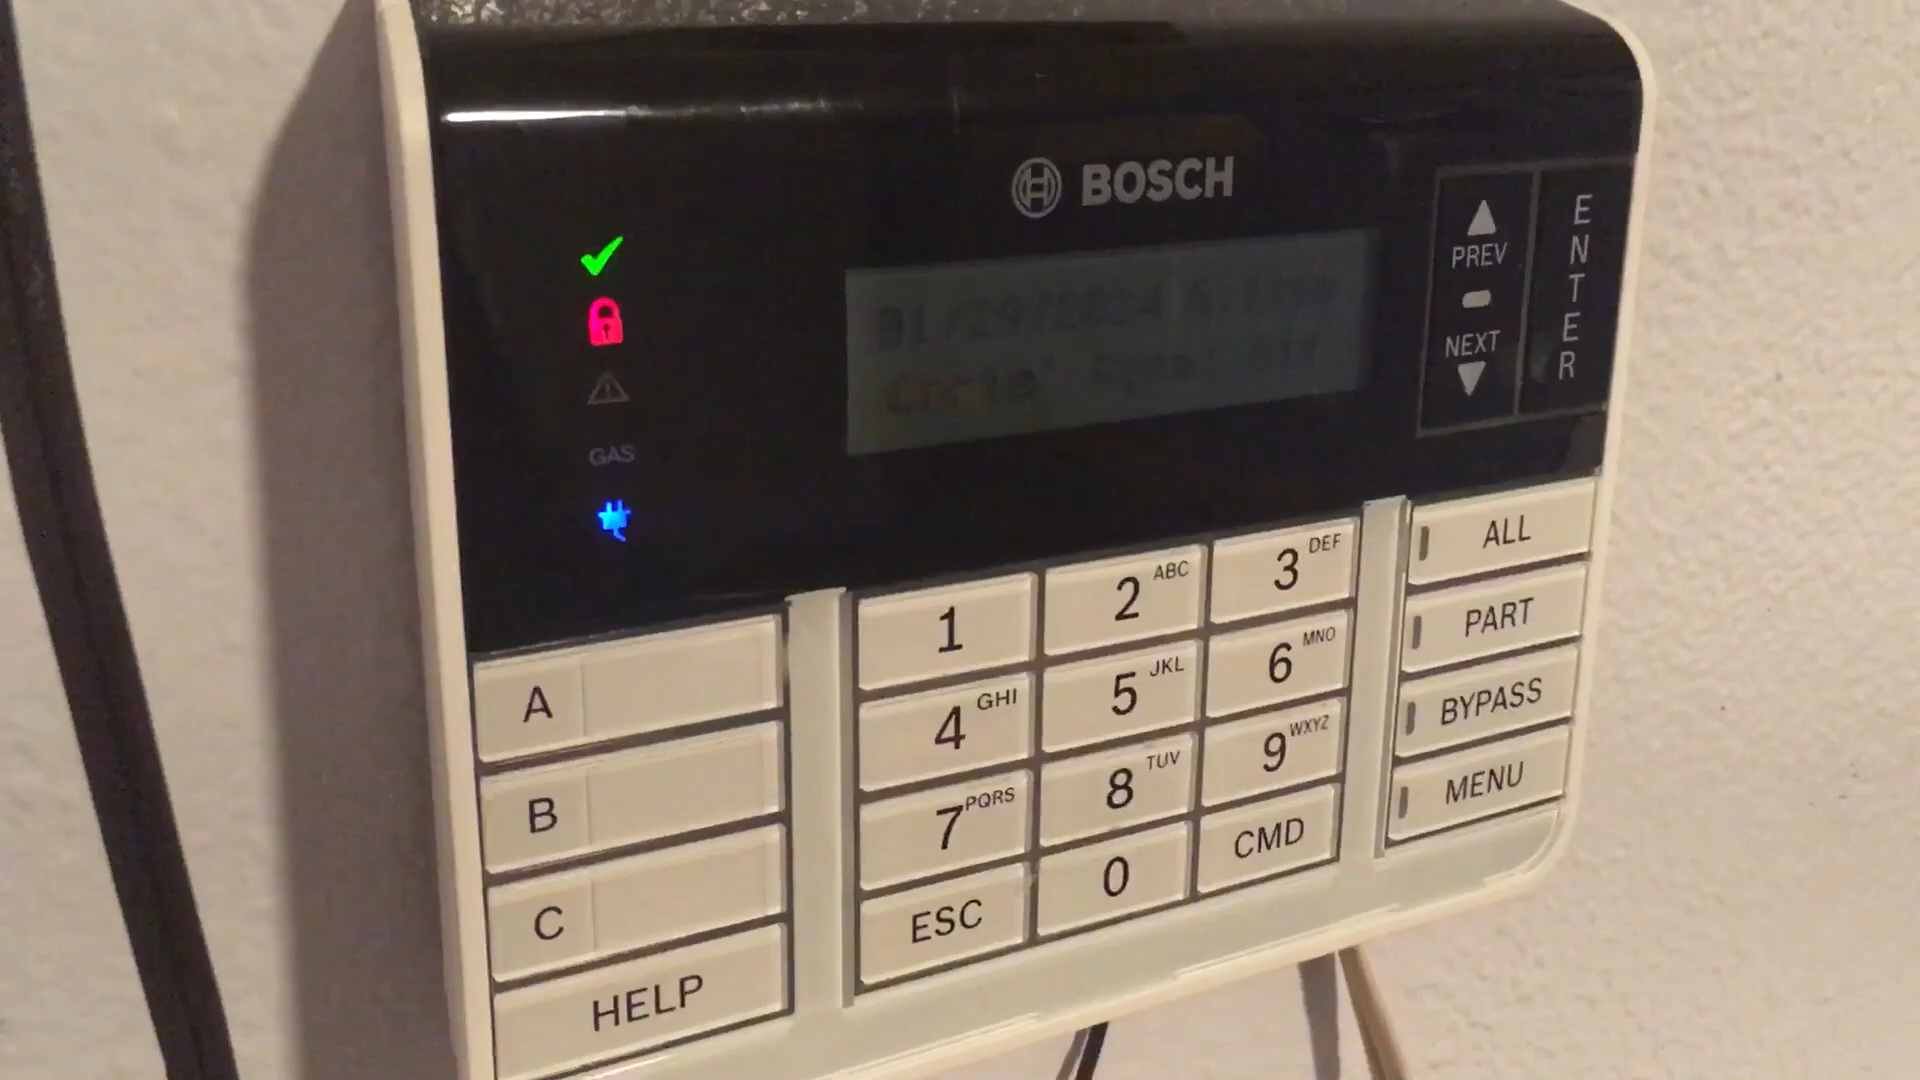 BOSCH
01/29/2024
PREV
NEXT
ENTER
GAS
1
2 ABC
3 DEF
4 GHI
5 JKL
6 MNO
7 PQRS
8 TUV
9 WXYZ
ESC
0
CMD
A
B
C
HELP
ALL
PART
BYPASS
MENU